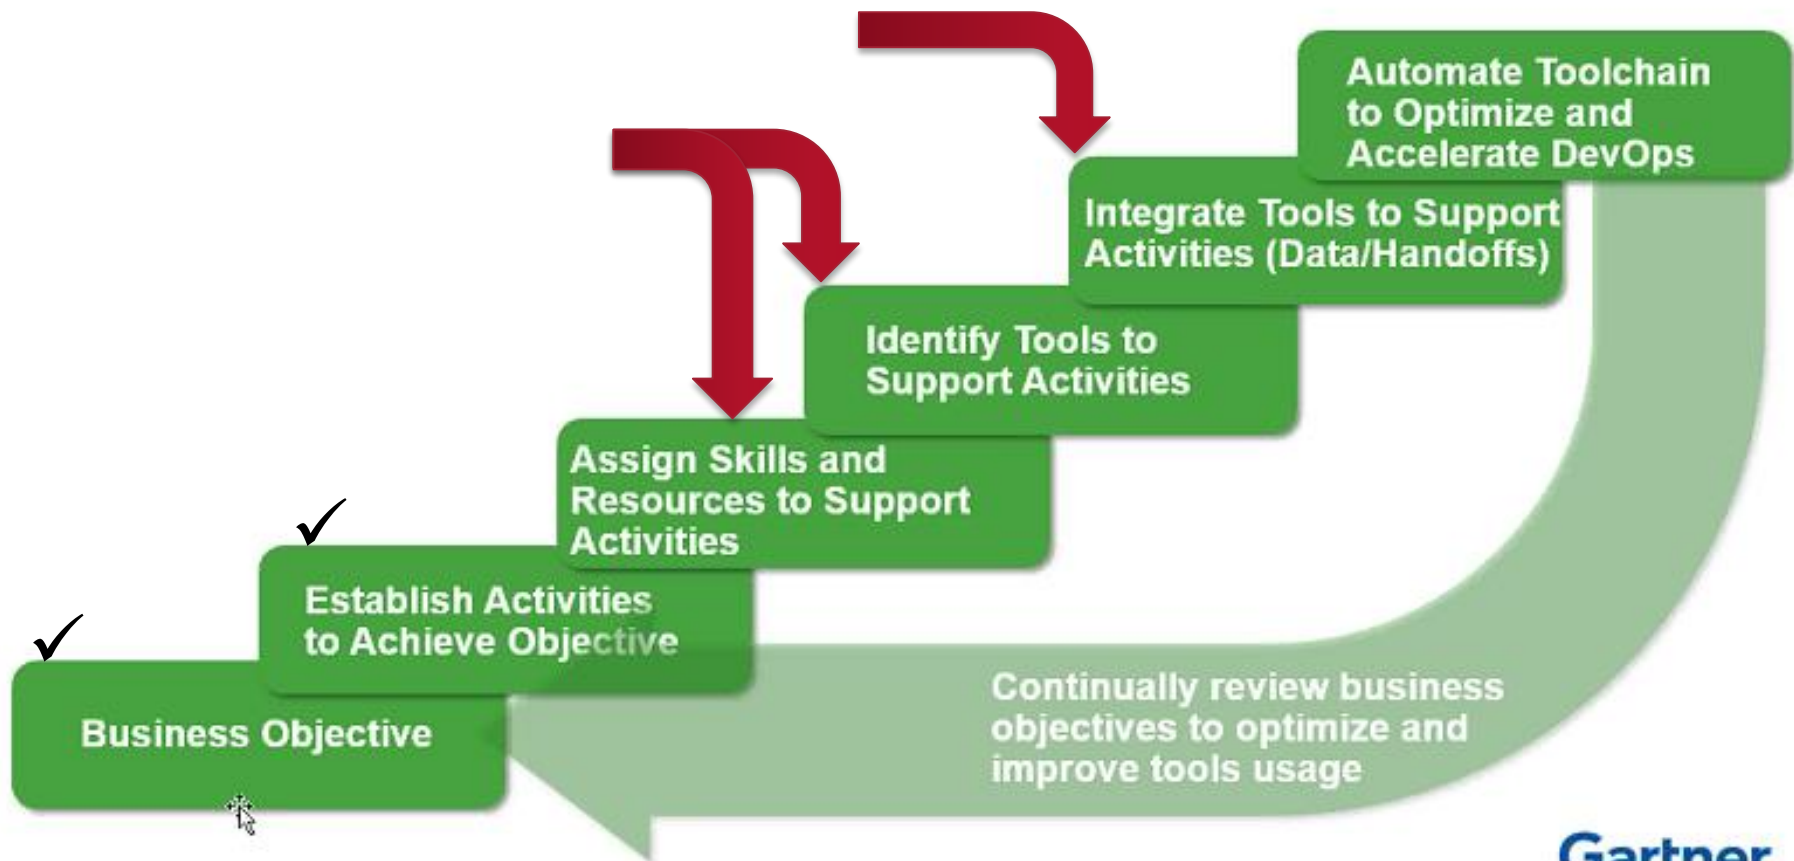 Automate Toolchain
to Optimize and
Accelerate DevOps
Integrate Tools to Support
Activities (Data/Handoffs)
Identify Tools to
Support Activities
Assign Skills and
Resources to Support
Activities
Establish Activities
to Achieve Objective
Business Objective
Continually review business
objectives to optimize and
improve tools usage
Gartner